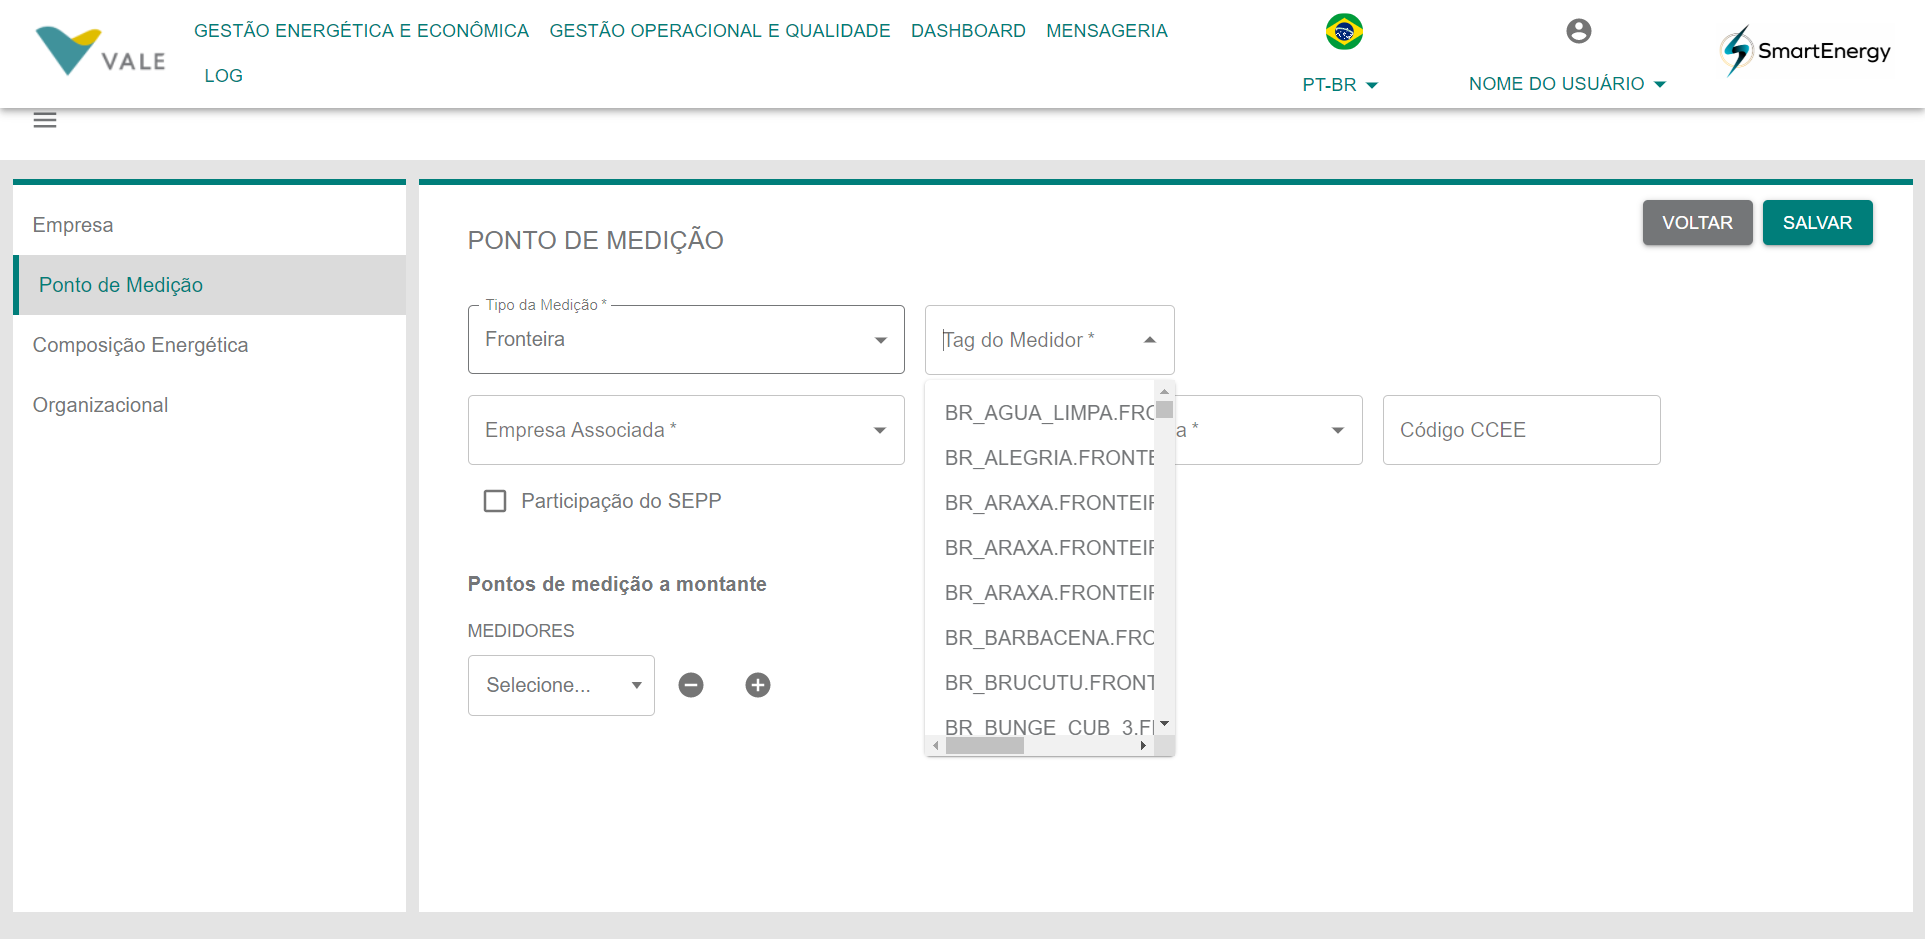 VALE
GESTÃO ENERGÉTICA E ECONÔMICA
GESTÃO OPERACIONAL E QUALIDADE
DASHBOARD
MENSAGERIA
LOG
PT-BR
NOME DO USUÁRIO
SmartEnergy
Empresa
Ponto de Medição
Composição Energética
Organizacional
PONTO DE MEDIÇÃO
VOLTAR
SALVAR
Tipo da Medição *
Fronteira
Tag do Medidor *
Empresa Associada *
a *
Código CCEE
BR_AGUA_LIMPA.FRO
BR_ALEGRIA.FRONTE
BR_ARAXA.FRONTEIR
BR_ARAXA.FRONTEIR
BR_ARAXA.FRONTEIR
BR_BARBACENA.FRO
BR_BRUCUTU.FRONT
BR_BUNGE_CUB_3.FI
Participação do SEPP
Pontos de medição a montante
MEDIDORES
Selecione...